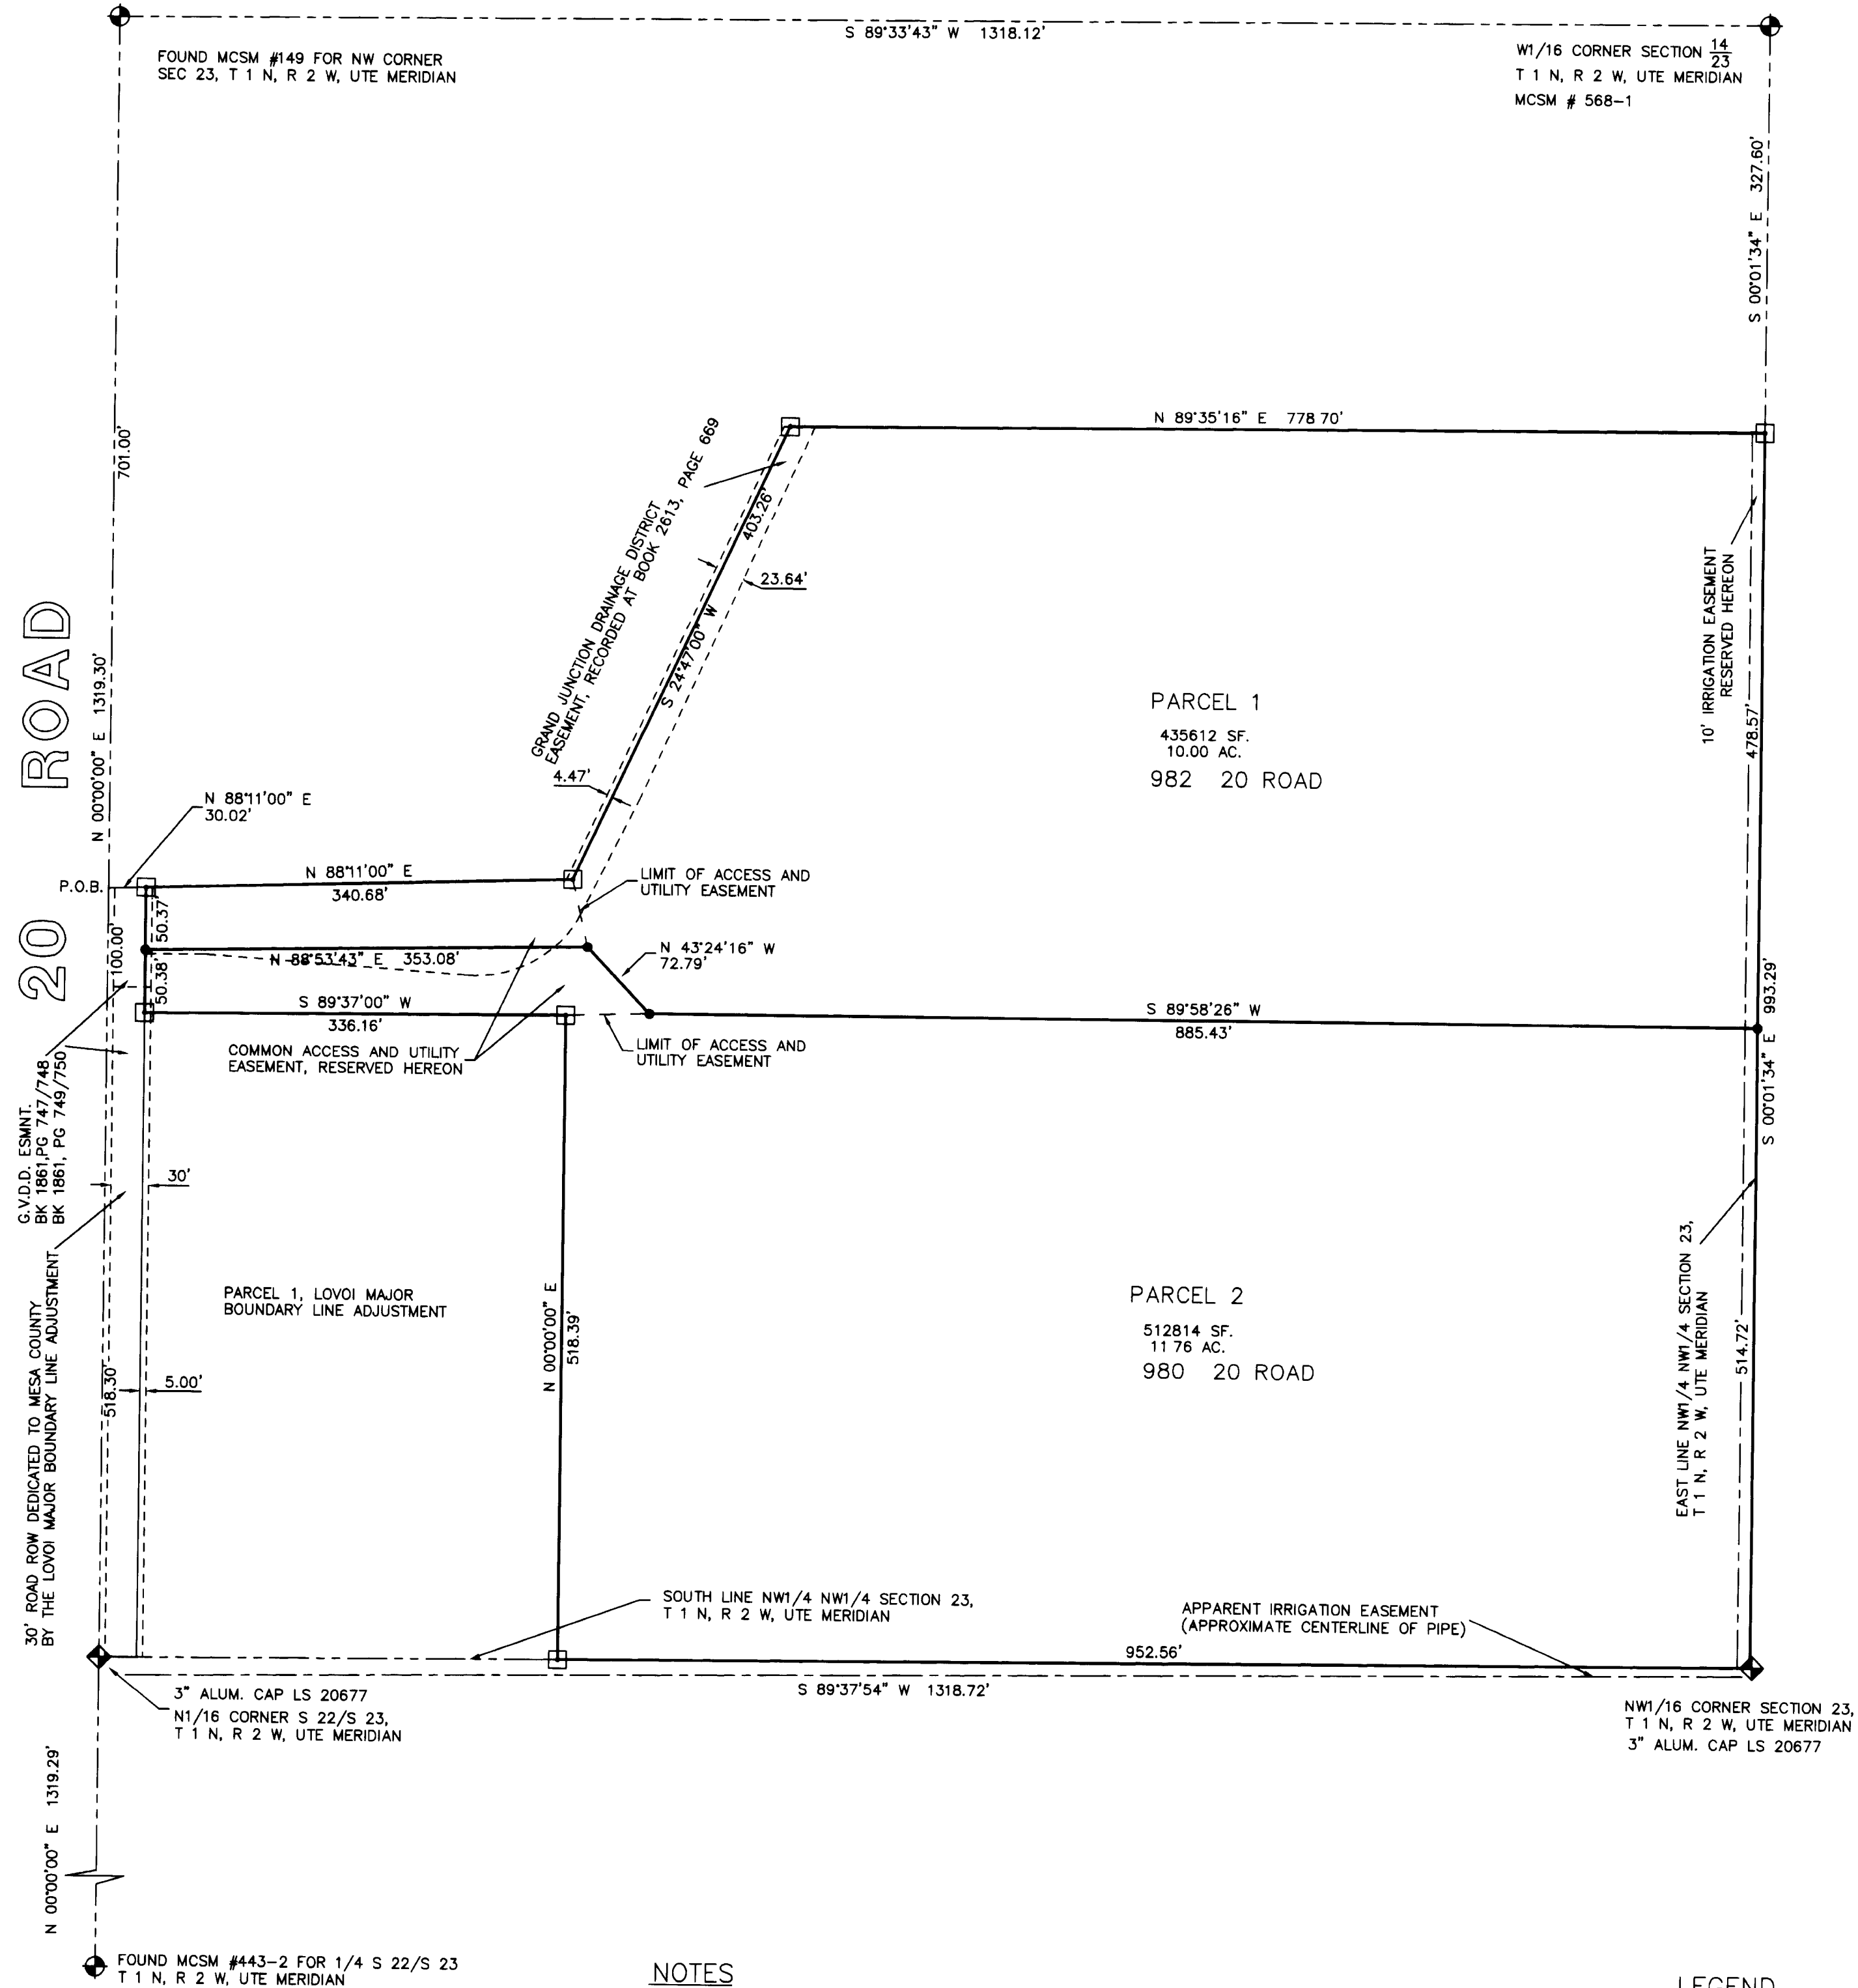 S 89°33'43" W 1318.12'
FOUND MCSM #149 FOR NW CORNER
SEC 23, T 1 N, R 2 W, UTE MERIDIAN
W1/16 CORNER SECTION 14/23
T 1 N, R 2 W, UTE MERIDIAN
MCSM # 568-1
S 00°01'34" E 327.60'
701.00'
N 89°35'16" E 778 70'
GRAND JUNCTION DRAINAGE DISTRICT
EASEMENT, RECORDED AT BOOK 2613, PAGE 669
403.26'
S 24°47'00" W
23.64'
4.47'
10' IRRIGATION EASEMENT
RESERVED HEREON
478.57'
PARCEL 1
435612 SF.
10.00 AC.
982 20 ROAD
20 ROAD
N 00°00'00" E 1319.30'
N 88°11'00" E
30.02'
P.O.B.
N 88°11'00" E
340.68'
LIMIT OF ACCESS AND
UTILITY EASEMENT
50.37'
100.00'
50.38'
N 88°53'43" E 353.08'
N 43°24'16" W
72.79'
S 89°37'00" W
336.16'
S 89°58'26" W
885.43'
S 00°01'34" E 993.29'
COMMON ACCESS AND UTILITY
EASEMENT, RESERVED HEREON
LIMIT OF ACCESS AND
UTILITY EASEMENT
G.V.D.D. ESMNT.
BK 1861,PG 747/748
BK 1861, PG 749/750
30'
30' ROAD ROW DEDICATED TO MESA COUNTY
BY THE LOVOI MAJOR BOUNDARY LINE ADJUSTMENT
PARCEL 1, LOVOI MAJOR
BOUNDARY LINE ADJUSTMENT
N 00°00'00" E
518.39'
PARCEL 2
512814 SF.
11 76 AC.
980 20 ROAD
EAST LINE NW1/4 NW1/4 SECTION 23,
T 1 N, R 2 W, UTE MERIDIAN
514.72'
518.30'
5.00'
SOUTH LINE NW1/4 NW1/4 SECTION 23,
T 1 N, R 2 W, UTE MERIDIAN
APPARENT IRRIGATION EASEMENT
(APPROXIMATE CENTERLINE OF PIPE)
952.56'
S 89°37'54" W 1318.72'
3" ALUM. CAP LS 20677
N1/16 CORNER S 22/S 23,
T 1 N, R 2 W, UTE MERIDIAN
NW1/16 CORNER SECTION 23,
T 1 N, R 2 W, UTE MERIDIAN
3" ALUM. CAP LS 20677
N 00°00'00" E 1319.29'
FOUND MCSM #443-2 FOR 1/4 S 22/S 23
T 1 N, R 2 W, UTE MERIDIAN
NOTES
LEGEND